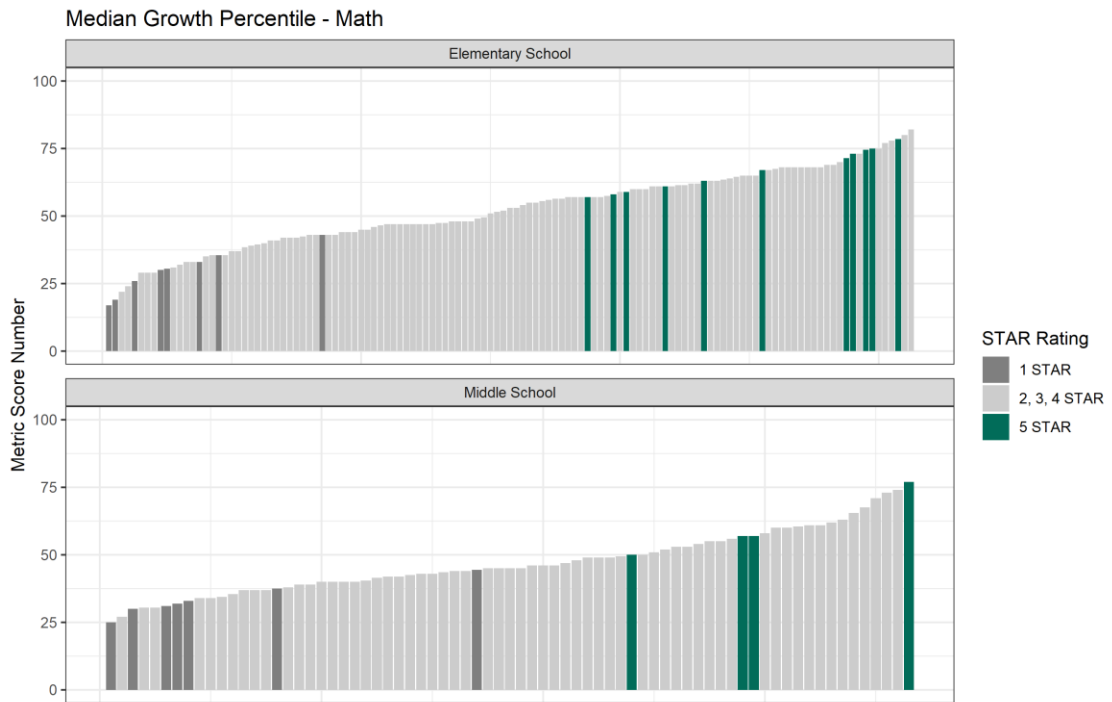 Median Growth Percentile - Math
Elementary School
100
75
50
25
0
Middle School
100
75
50
25
0
Metric Score Number
STAR Rating
1 STAR
2, 3, 4 STAR
5 STAR